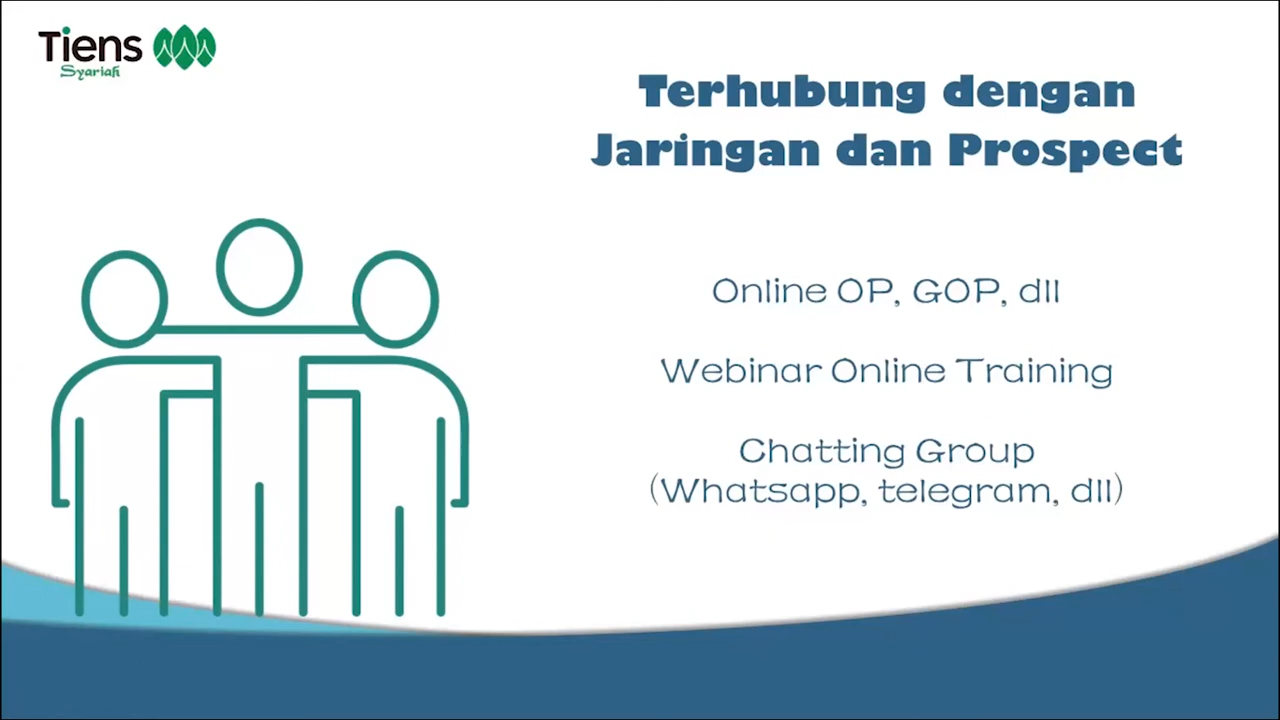 Tiens
Syariah
Terhubung dengan
Jaringan dan Prospect
Online OP, GOP, dll
Webinar Online Training
Chatting Group
(Whatsapp, telegram, dll)